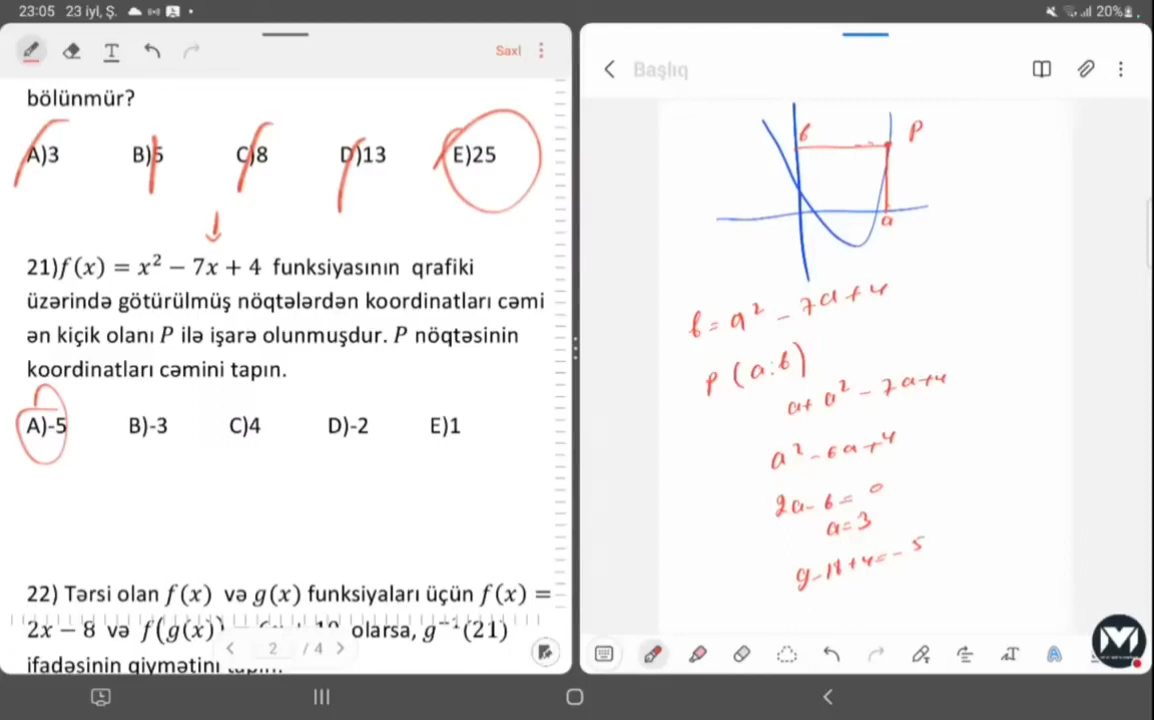 23:05 23 iyl, Ş.
20%
Saxl
bölünmür?
A)3 B)5 C)8 D)13 E)25
21)f(x) = x² − 7x + 4 funksiyasının qrafiki
üzərində götürülmüş nöqtələrdən koordinatları cəmi
ən kiçik olanı P ilə işarə olunmuşdur. P nöqtəsinin
koordinatları cəmini tapın.
A)-5 B)-3 C)4 D)-2 E)1
22) Tərsi olan f(x) və g(x) funksiyaları üçün f(x) =
2x − 8 və f(g(x) olarsa, g⁻¹(21)
ifadəsinin qiymətini
2 / 4
Başlıq
b P
a
b = a² − 7a + 4
P (a;b)
a + a² − 7a + 4
a² − 6a + 4
2a − 6 = 0
a = 3
9 − 18 + 4 = − 5